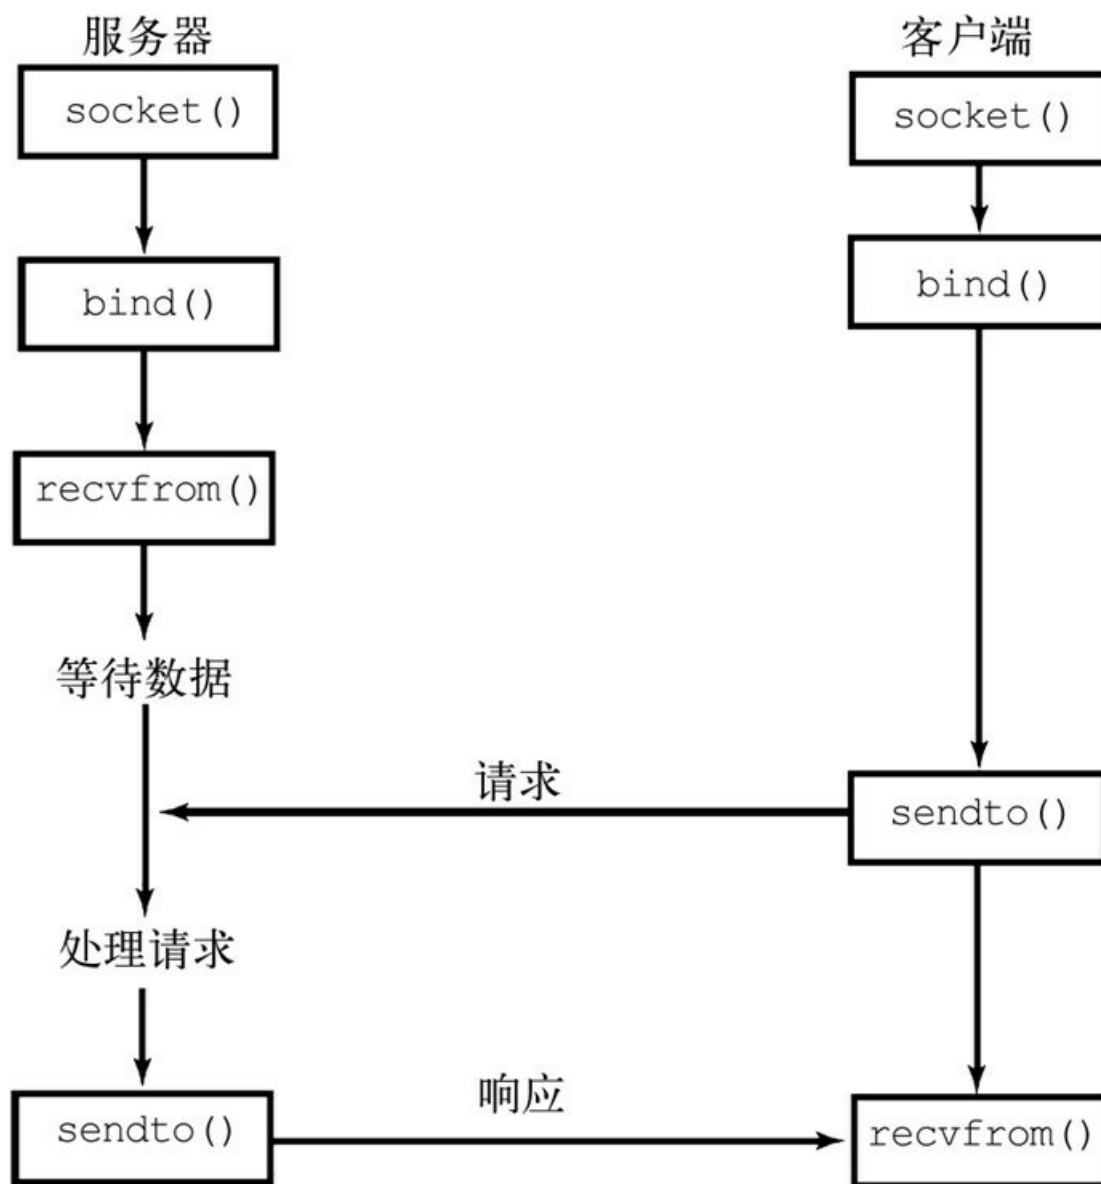 服务器
客户端
socket()
socket()
bind()
bind()
recvfrom()
等待数据
请求
sendto()
处理请求
响应
sendto()
recvfrom()